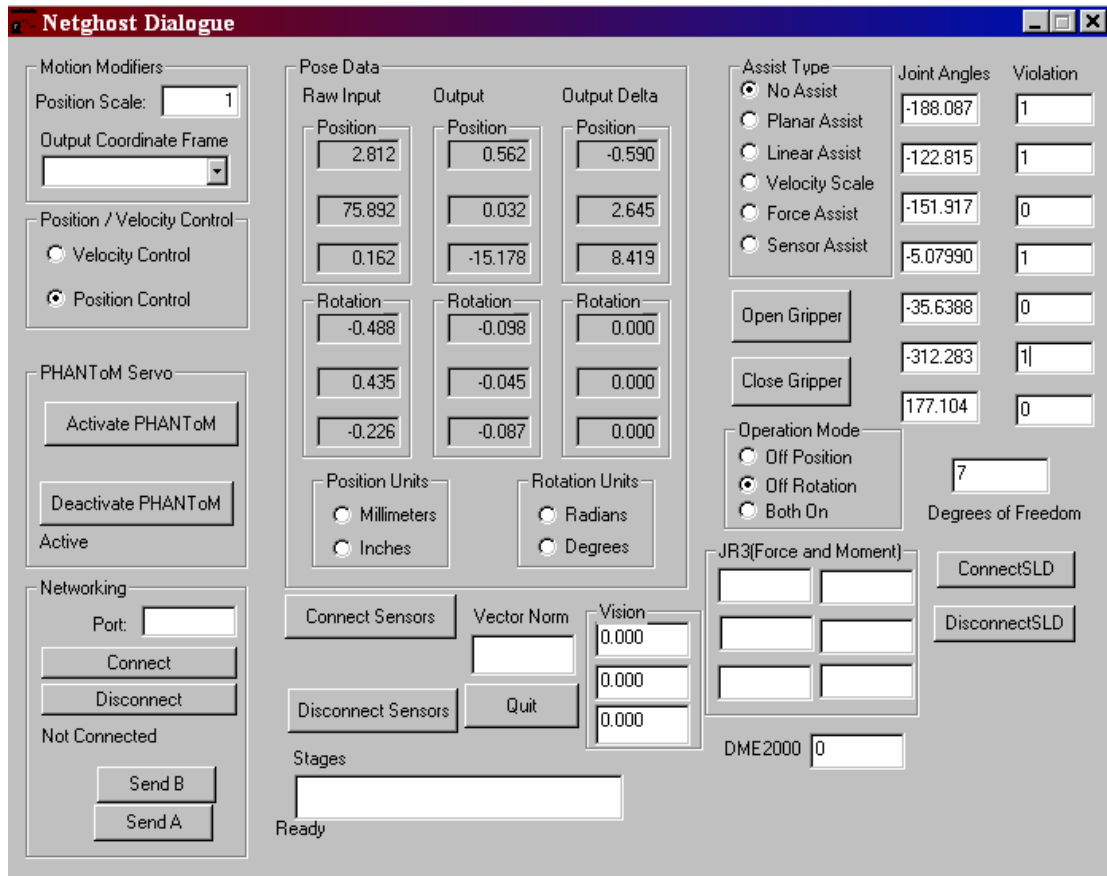 Netghost Dialogue
Motion Modifiers
Position Scale: 1
Output Coordinate Frame
Position / Velocity Control
Velocity Control
Position Control
PHANToM Servo
Activate PHANToM
Deactivate PHANToM
Active
Networking
Port:
Connect
Disconnect
Not Connected
Send B
Send A
Pose Data
Raw Input Output Output Delta
Position Position Position
2.812 0.562 -0.590
75.892 0.032 2.645
0.162 -15.178 8.419
Rotation Rotation Rotation
-0.488 -0.098 0.000
0.435 -0.045 0.000
-0.226 -0.087 0.000
Position Units Rotation Units
Millimeters Radians
Inches Degrees
Connect Sensors
Disconnect Sensors
Vector Norm
Quit
Vision
0.000
0.000
0.000
Stages
Ready
Assist Type
No Assist
Planar Assist
Linear Assist
Velocity Scale
Force Assist
Sensor Assist
Open Gripper
Close Gripper
Operation Mode
Off Position
Off Rotation
Both On
Joint Angles Violation
-188.087 1
-122.815 1
-151.917 0
-5.07990 1
-35.6388 0
-312.283 1
177.104 0
7
Degrees of Freedom
JR3(Force and Moment)
ConnectSLD
DisconnectSLD
DME2000 0